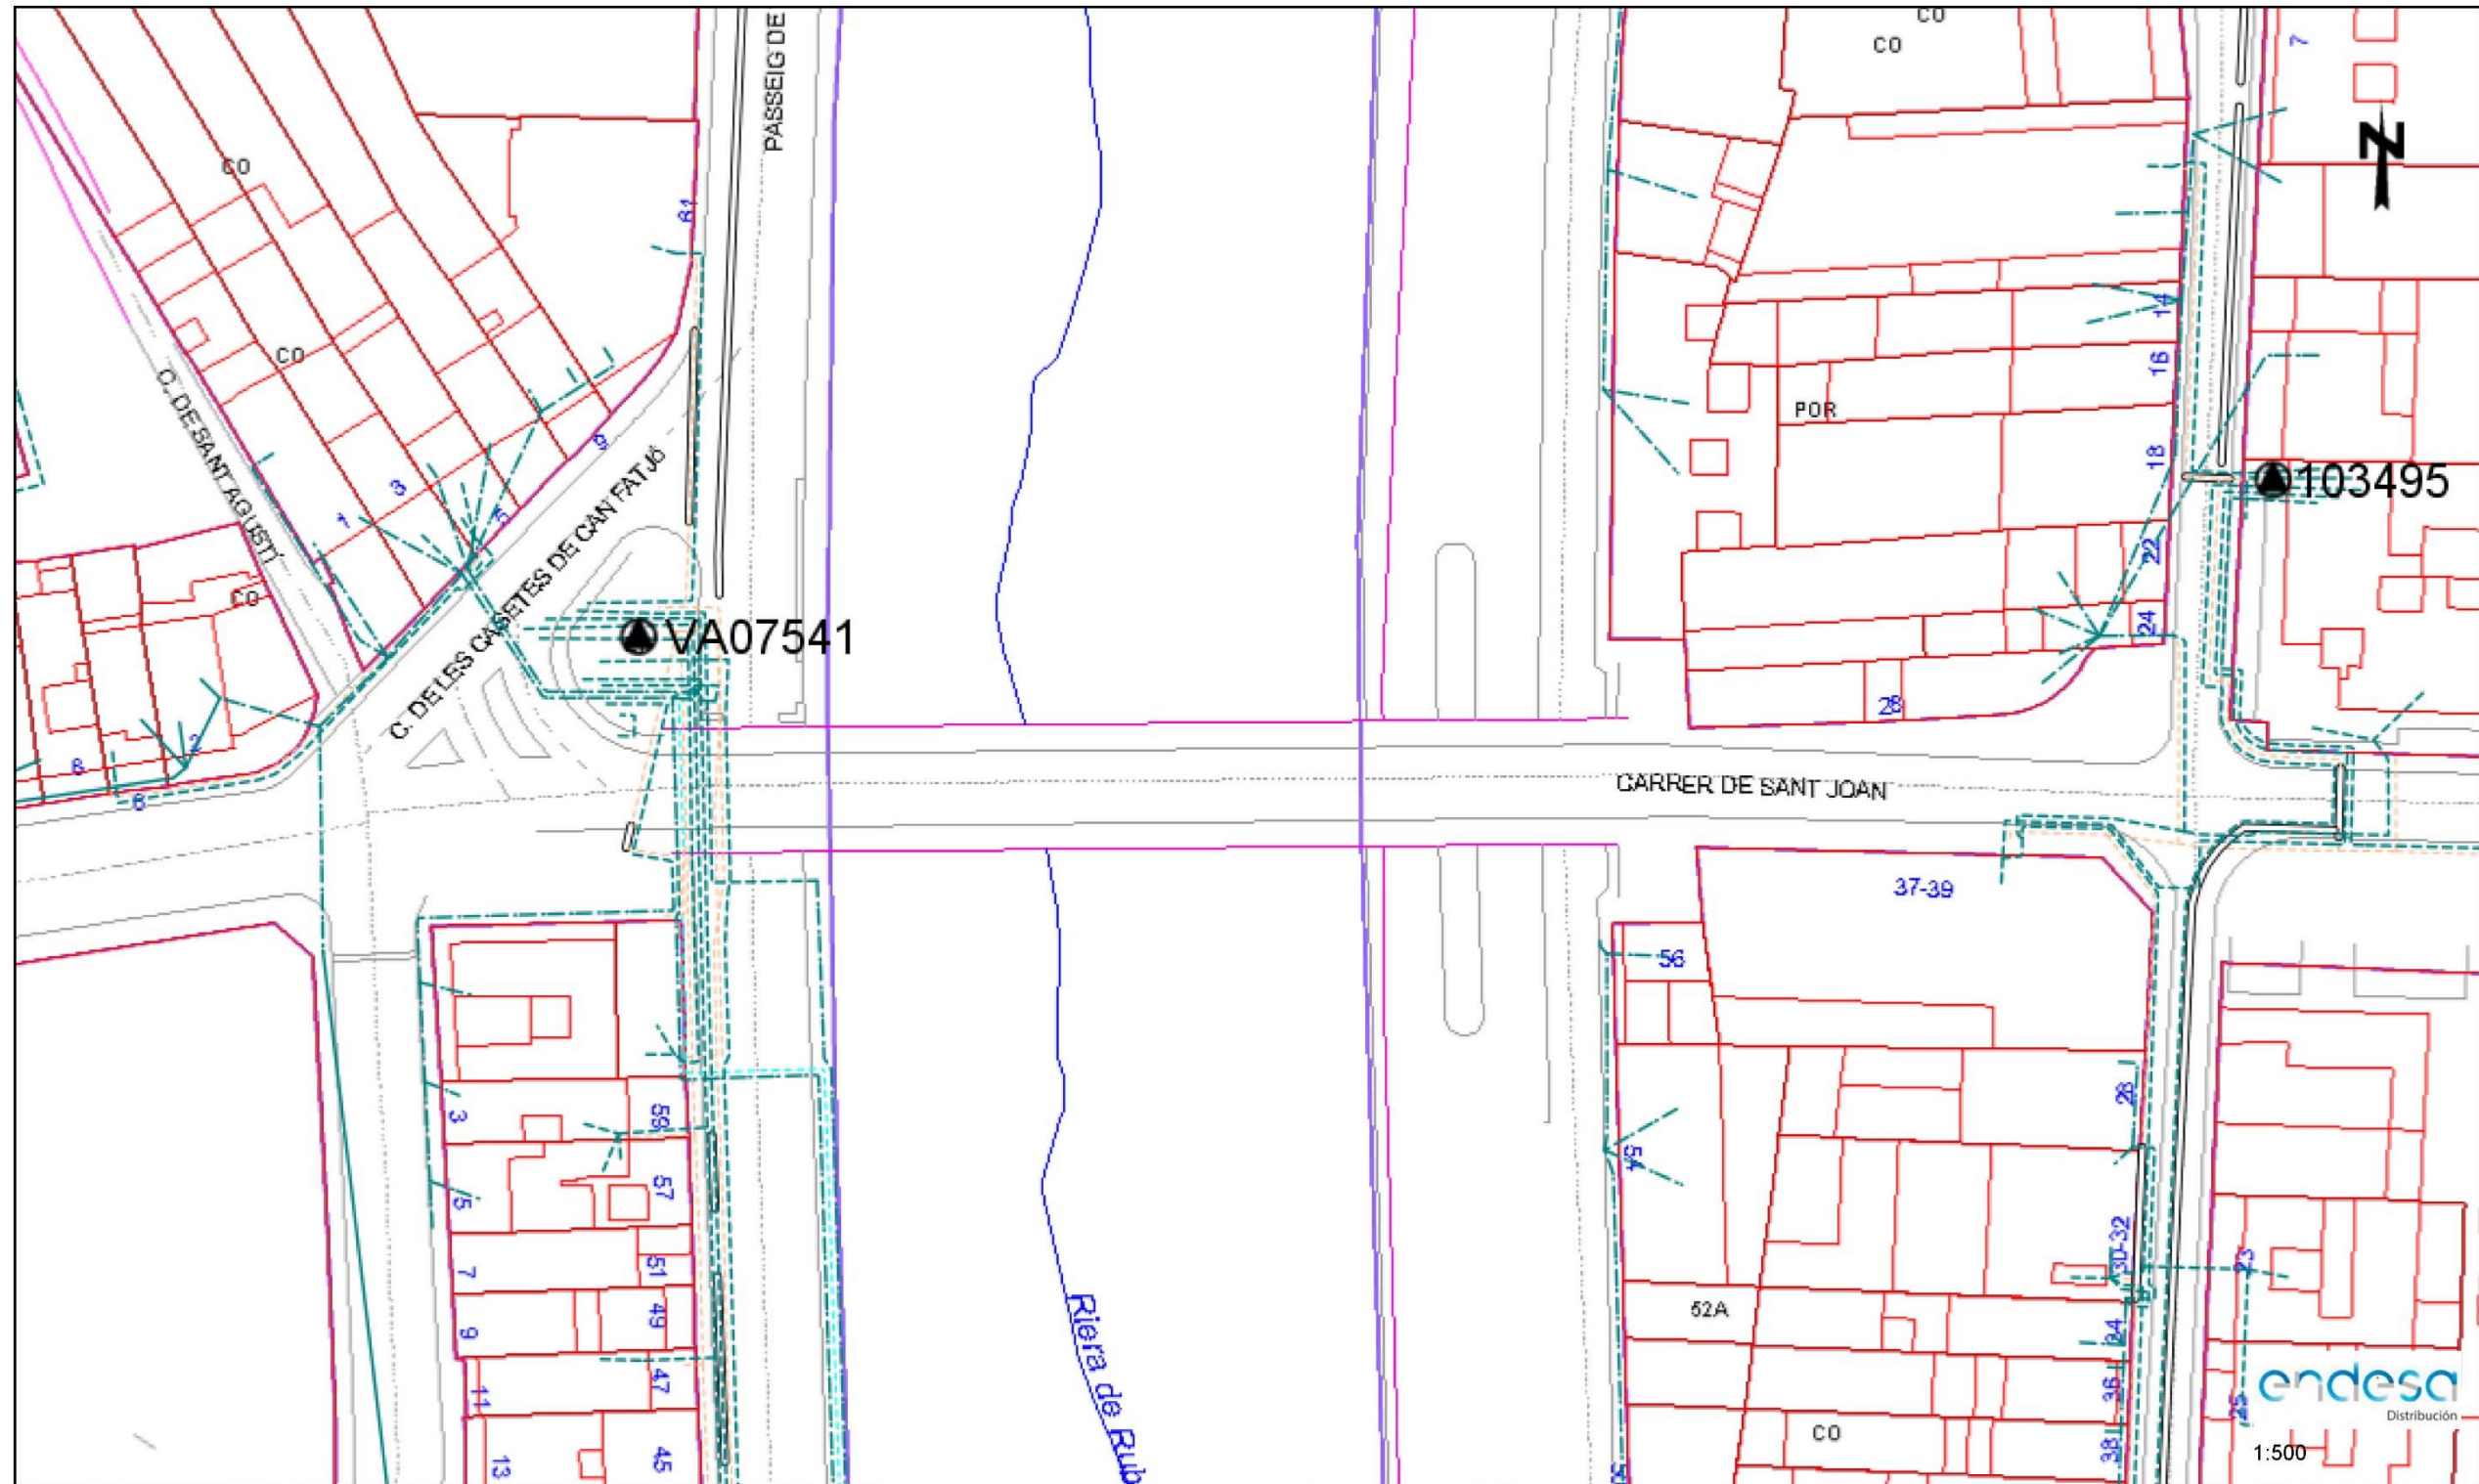 CO
CO
7
PASSEIG DE
N
CO
61
14
16
CO
POR
18
9
C. DE SANT AGUSTÍ
103495
3
1
5
22
C. DE LES CASETES DE CAN FATJÓ
CO
24
VA07541
28
2
8
6
CARRER DE SANT JOAN
37-39
56
28
3
59
54
5
57
30-32
23
7
51
52A
9
49
34
Riera de Rub
11
47
36
25
endesa
Distribución
CO
38
13
45
1:500